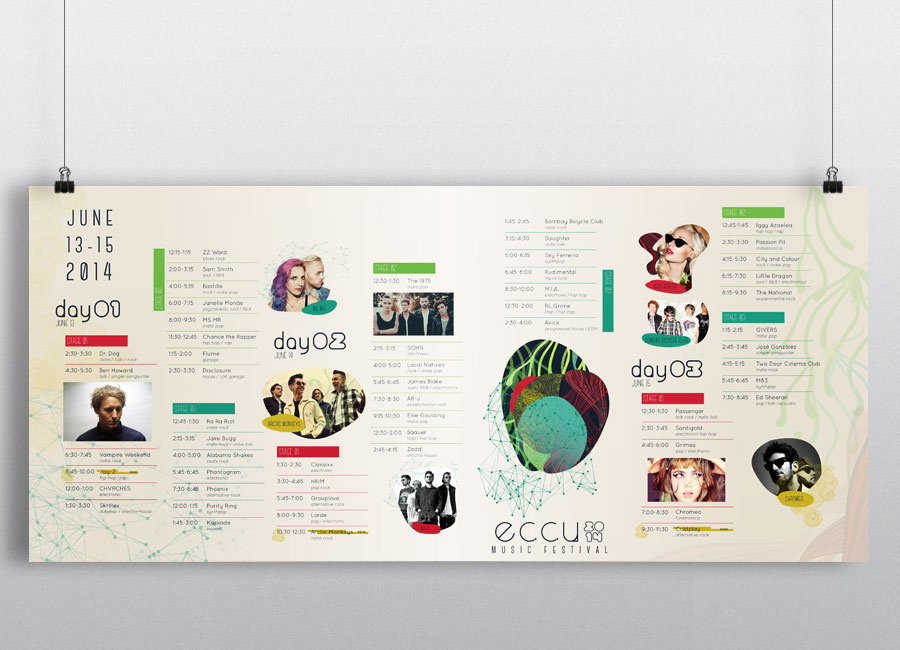 JUNE
13-15
2014
day01
JUNE 13
STAGE 01
2:30-3:30 Dr. Dog
indie / folk / rock
4:30-5:30 Ben Howard
folk / singer-songwriter
6:30-7:45 Vampire Weekend
indie rock
8:45-10:00 Jay-Z
hip-hop / rap
12:00-1:00 CHVRCHES
electronic
1:30-3:30 Skrillex
dubstep / electro-house
STAGE 02
12:15-1:15 ZZ Ward
blues rock
2:00-3:15 Sam Smith
soul / R&B
4:00-5:15 Bastille
rock / indie pop
6:00-7:15 Janelle Monáe
psychedelic soul / R&B
8:00-9:30 MS MR
indie pop
11:30-12:45 Chance the Rapper
hip-hop / rap
1:15-2:00 Flume
garage
2:30-3:30 Disclosure
house / UK garage
STAGE 03
12:45-1:30 Ra Ra Riot
indie rock
2:15-3:15 Jake Bugg
indie rock / indie folk
4:00-5:00 Alabama Shakes
roots rock
5:45-6:45 Phantogram
electronic
7:30-8:45 Phoenix
alternative rock
12:00-1:15 Purity Ring
synthpop
1:45-3:00 Kaskade
house
MS MR
day02
JUNE 14
ARCTIC MONKEYS
STAGE 01
1:30-2:30 Classixx
electronic
3:30-4:45 HAIM
pop rock
5:45-7:00 Grouplove
alternative rock
8:00-9:30 Lorde
pop / electronic
10:30-12:30 Arctic Monkeys
indie rock
STAGE 02
12:30-1:30 The 1975
indie rock
2:15-3:15 SOHN
electronic
4:00-5:00 Local Natives
rock / indie pop
5:45-6:45 James Blake
soul / R&B / electronic
7:30-8:30 Alt-J
experimental rock
9:15-10:30 Ellie Goulding
indie pop
12:30-2:00 Baauer
trap / hip-hop
2:45-4:15 Zedd
electro house
STAGE 03
1:45-2:45 Bombay Bicycle Club
indie rock
3:15-4:30 Daughter
indie folk
5:00-6:15 Sky Ferreira
synthpop
6:45-8:00 Rudimental
liquid funk
8:30-10:00 M.I.A.
electronic / hip-hop
12:30-2:00 RL Grime
trap / hip-hop
2:30-4:00 Avicii
progressive house / EDM
eccu 2014
MUSIC FESTIVAL
BOMBAY BICYCLE CLUB
day03
JUNE 15
STAGE 01
12:30-1:30 Passenger
folk rock / indie folk
2:30-3:45 Santigold
electronic / hip-hop
4:45-6:00 Grimes
pop / electronic
7:00-8:30 Chromeo
funktronica
9:30-11:30 Coldplay
alternative rock
STAGE 02
12:45-1:45 Iggy Azaelea
hip-hop / rap
2:30-3:30 Passion Pit
indietronica
4:15-5:30 City and Colour
rock / indie pop
6:15-7:30 Little Dragon
soul / R&B / electronic
8:15-9:30 The National
experimental rock
STAGE 03
1:15-2:15 GIVERS
indie pop
2:45-3:45 José González
singer-songwriter
4:15-5:15 Two Door Cinema Club
indie rock
5:45-6:45 M83
synthpop
7:30-8:45 Ed Sheeran
pop / folk acoustic
CHROMEO